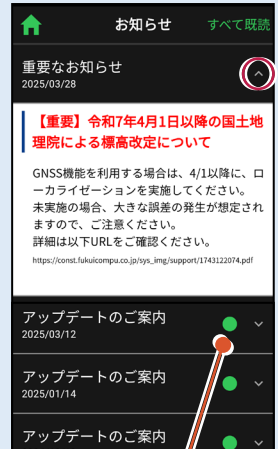 お知らせ すべて既読
重要なお知らせ
2025/03/28
【重要】令和7年4月1日以降の国土地
理院による標高改定について
GNSS機能を利用する場合は、4/1以降に、ロ
ーカライゼーションを実施してください。
未実施の場合、大きな誤差の発生が想定され
ますので、ご注意ください。
詳細は以下URLをご確認ください。
https://const.fukuicompu.co.jp/sys_img/support/1743122074.pdf
アップデートのご案内
2025/03/12
アップデートのご案内
2025/01/14
アップデートのご案内